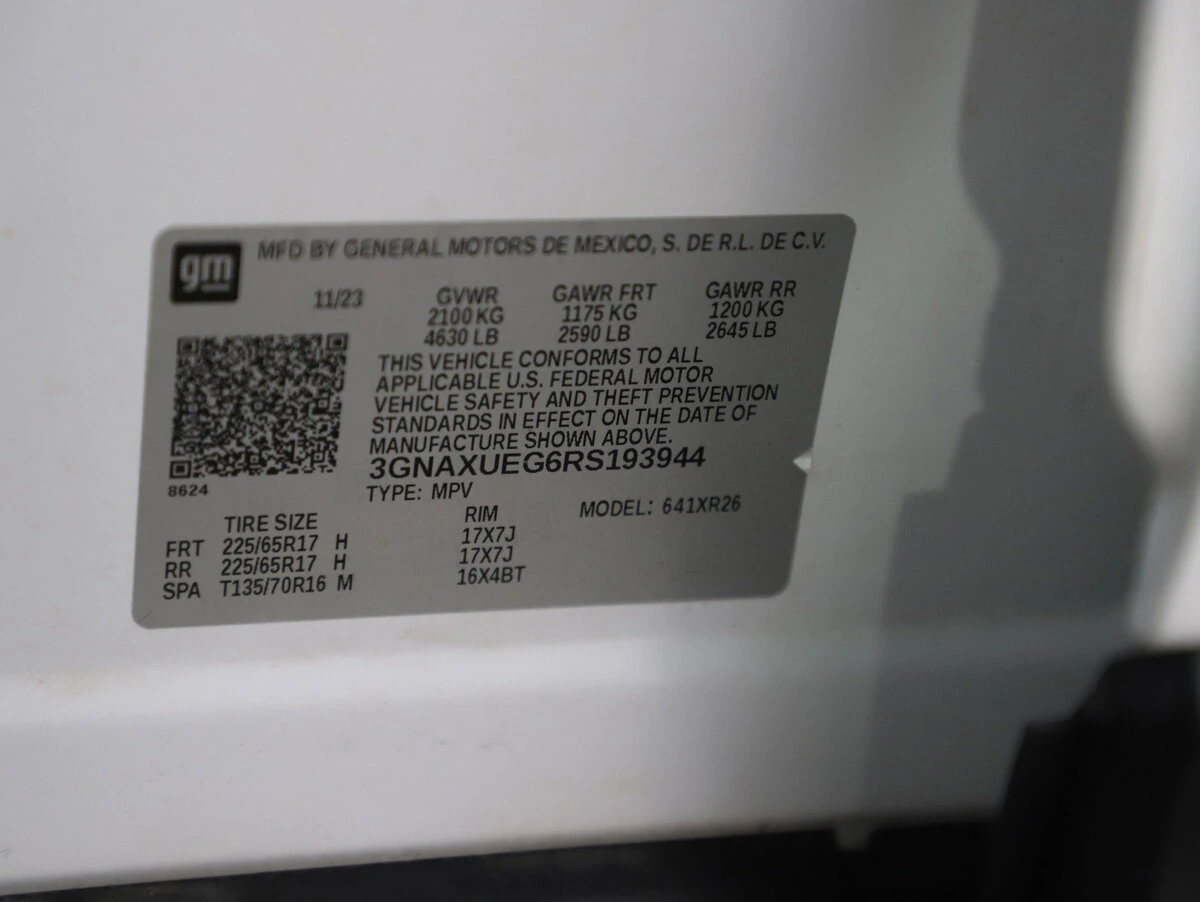 gm
MFD BY GENERAL MOTORS DE MEXICO, S. DE R.L. DE C.V.
11/23 GVWR GAWR FRT GAWR RR
2100 KG 1175 KG 1200 KG
4630 LB 2590 LB 2645 LB
THIS VEHICLE CONFORMS TO ALL
APPLICABLE U.S. FEDERAL MOTOR
VEHICLE SAFETY AND THEFT PREVENTION
STANDARDS IN EFFECT ON THE DATE OF
MANUFACTURE SHOWN ABOVE.
3GNAXUEG6RS193944
8624
TYPE: MPV MODEL: 641XR26
TIRE SIZE RIM
FRT 225/65R17 H 17X7J
RR 225/65R17 H 17X7J
SPA T135/70R16 M 16X4BT